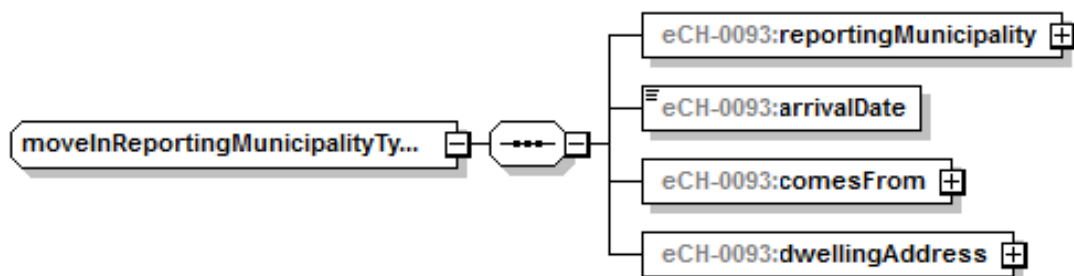 eCH-0093:reportingMunicipality
eCH-0093:arrivalDate
moveInReportingMunicipalityTy...
eCH-0093:comesFrom
eCH-0093:dwellingAddress